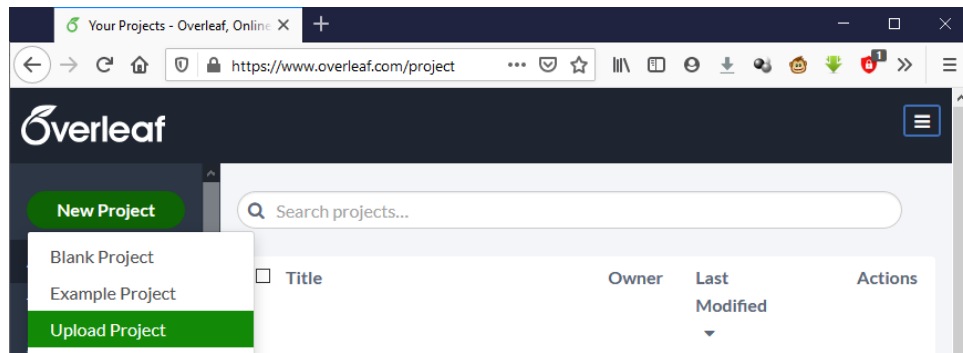 Your Projects - Overleaf, Online
https://www.overleaf.com/project
1
Overleaf
New Project
Search projects...
Blank Project
Title Owner Last Modified Actions
Example Project
Upload Project